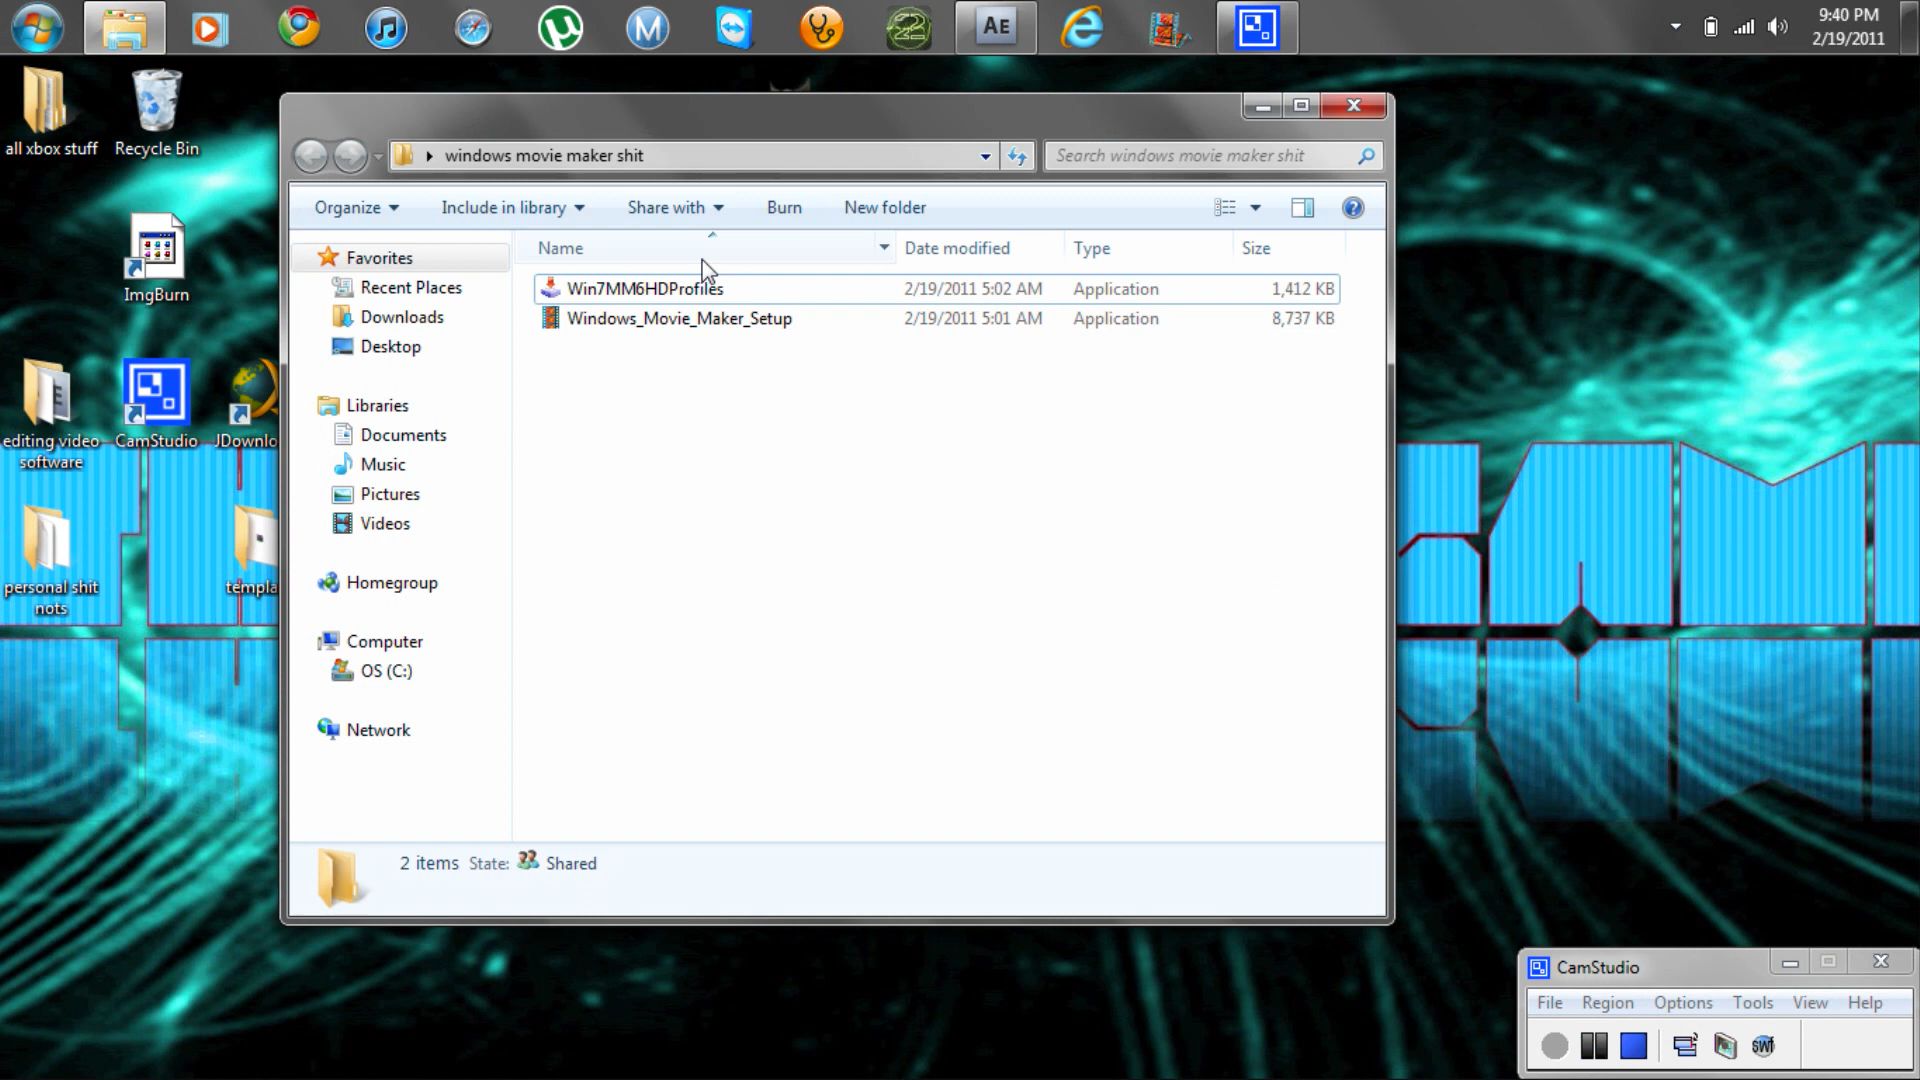 9:40 PM
2/19/2011
M
22
AE
all xbox stuff
Recycle Bin
windows movie maker shit
Search windows movie maker shit
Organize
Include in library
Share with
Burn
New folder
Name
Date modified
Type
Size
Favorites
Win7MM6HDProfiles
2/19/2011 5:02 AM
Application
1,412 KB
Recent Places
Windows_Movie_Maker_Setup
2/19/2011 5:01 AM
Application
8,737 KB
ImgBurn
Downloads
Desktop
Libraries
Documents
Music
Pictures
Videos
editing video
software
CamStudio
JDownlo
Homegroup
personal shit
nots
templa
Computer
OS (C:)
Network
2 items
State:
Shared
CamStudio
File
Region
Options
Tools
View
Help
swf